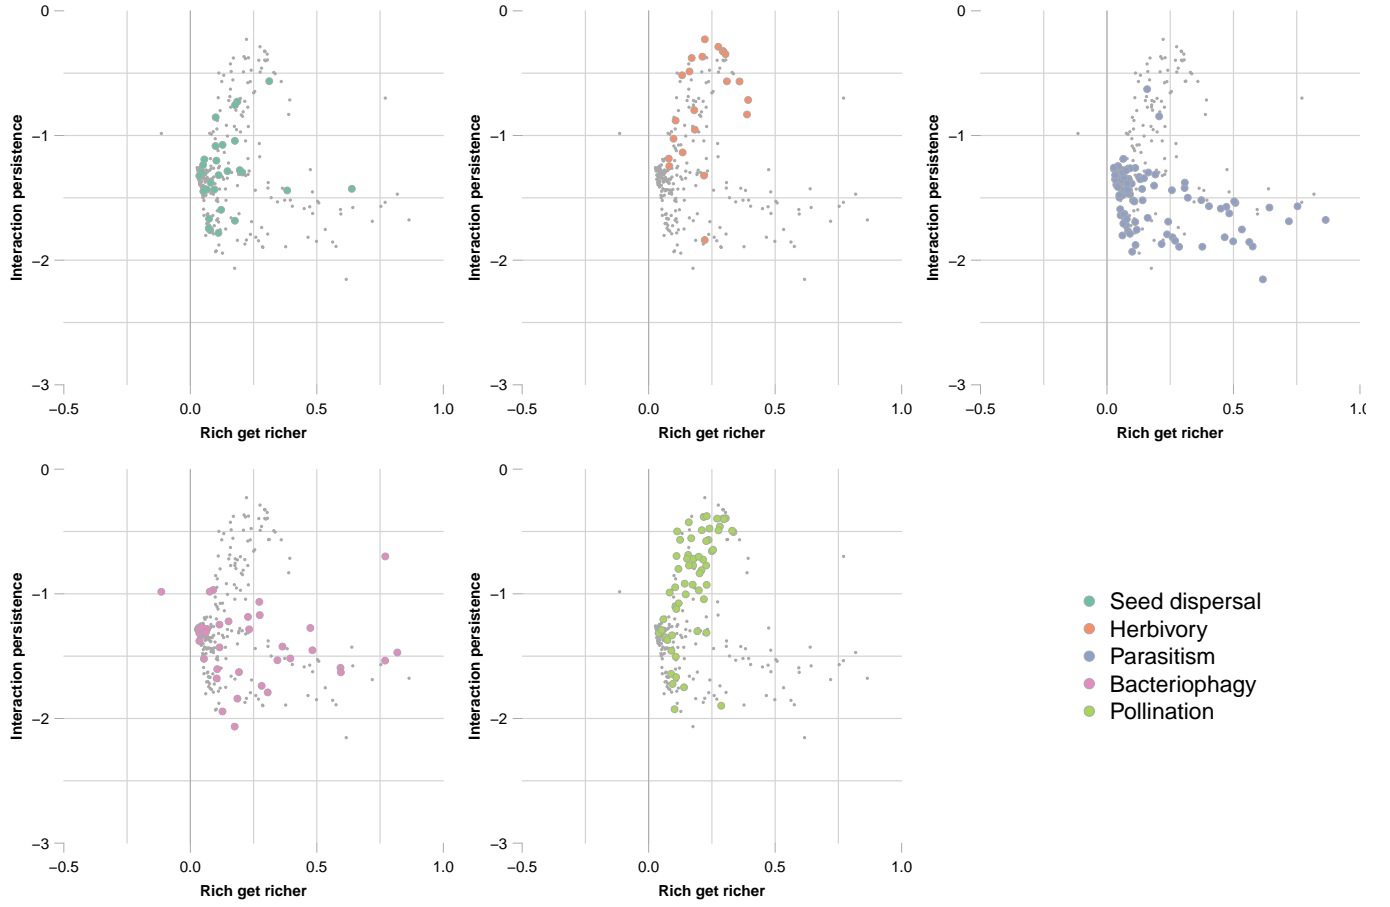 0
−1
−2
−3
−0.5
0.0
0.5
1.0
Interaction persistence
Rich get richer
0
−1
−2
−3
−0.5
0.0
0.5
1.0
Interaction persistence
Rich get richer
0
−1
−2
−3
−0.5
0.0
0.5
1.0
Interaction persistence
Rich get richer
0
−1
−2
−3
−0.5
0.0
0.5
1.0
Interaction persistence
Rich get richer
0
−1
−2
−3
−0.5
0.0
0.5
1.0
Interaction persistence
Rich get richer
Seed dispersal
Herbivory
Parasitism
Bacteriophagy
Pollination